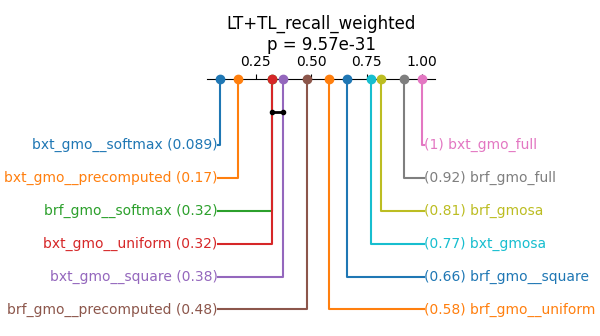 LT+TL_recall_weighted
p = 9.57e-31
0.25 0.50 0.75 1.00
bxt_gmo__softmax (0.089)
(1) bxt_gmo_full
bxt_gmo__precomputed (0.17)
(0.92) brf_gmo_full
brf_gmo__softmax (0.32)
(0.81) brf_gmosa
bxt_gmo__uniform (0.32)
(0.77) bxt_gmosa
bxt_gmo__square (0.38)
(0.66) brf_gmo__square
brf_gmo__precomputed (0.48)
(0.58) brf_gmo__uniform